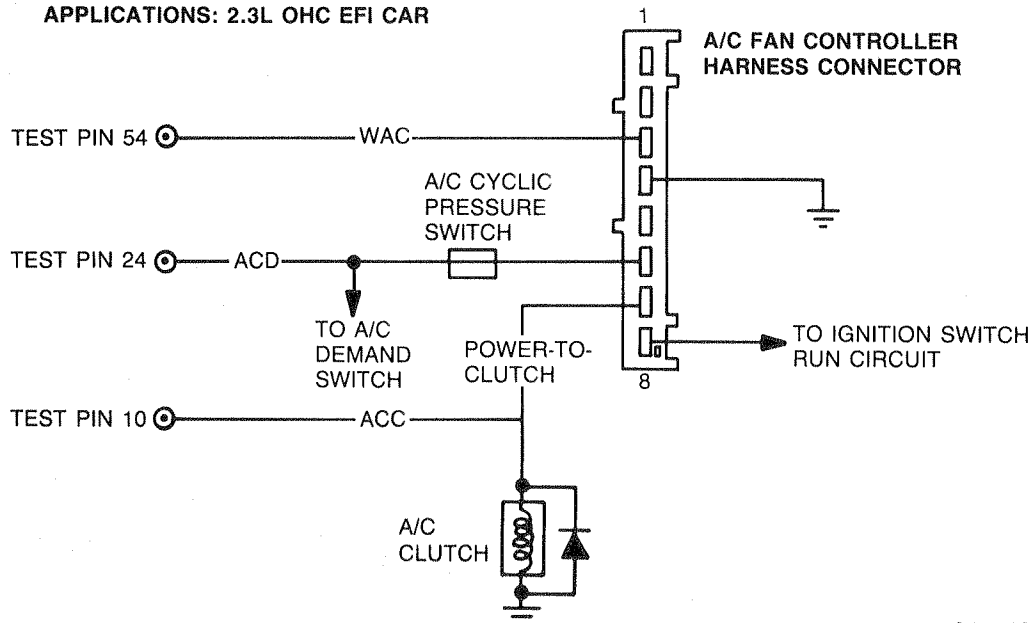 APPLICATIONS: 2.3L OHC EFI CAR
1
A/C FAN CONTROLLER
HARNESS CONNECTOR
TEST PIN 54
WAC
A/C CYCLIC
PRESSURE
SWITCH
TEST PIN 24
ACD
TO A/C
DEMAND
SWITCH
POWER-TO-
CLUTCH
TO IGNITION SWITCH
RUN CIRCUIT
8
TEST PIN 10
ACC
A/C
CLUTCH